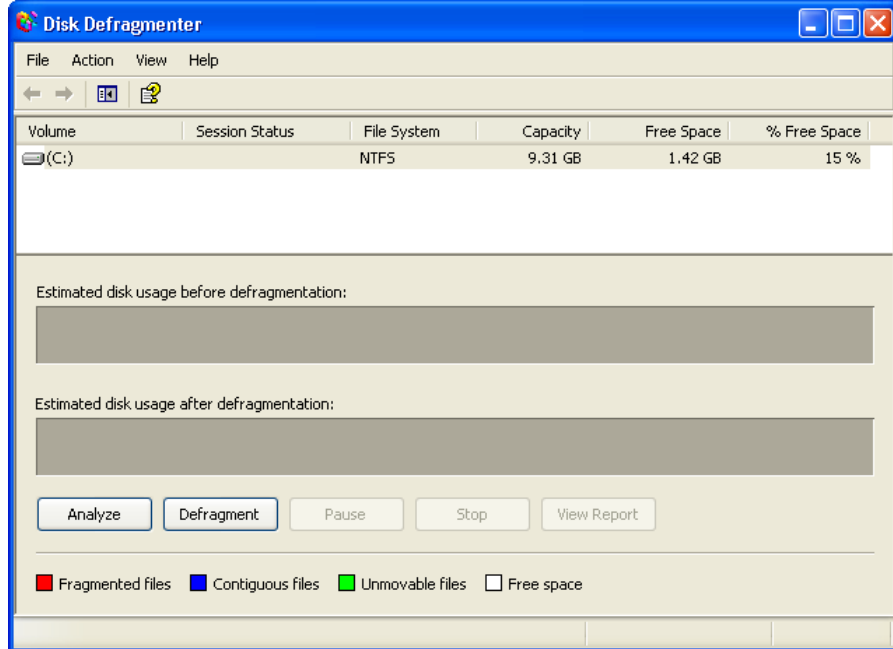 Disk Defragmenter
File Action View Help
Volume Session Status File System Capacity Free Space % Free Space
(C:) NTFS 9.31 GB 1.42 GB 15 %
Estimated disk usage before defragmentation:
Estimated disk usage after defragmentation:
Analyze Defragment Pause Stop View Report
Fragmented files Contiguous files Unmovable files Free space